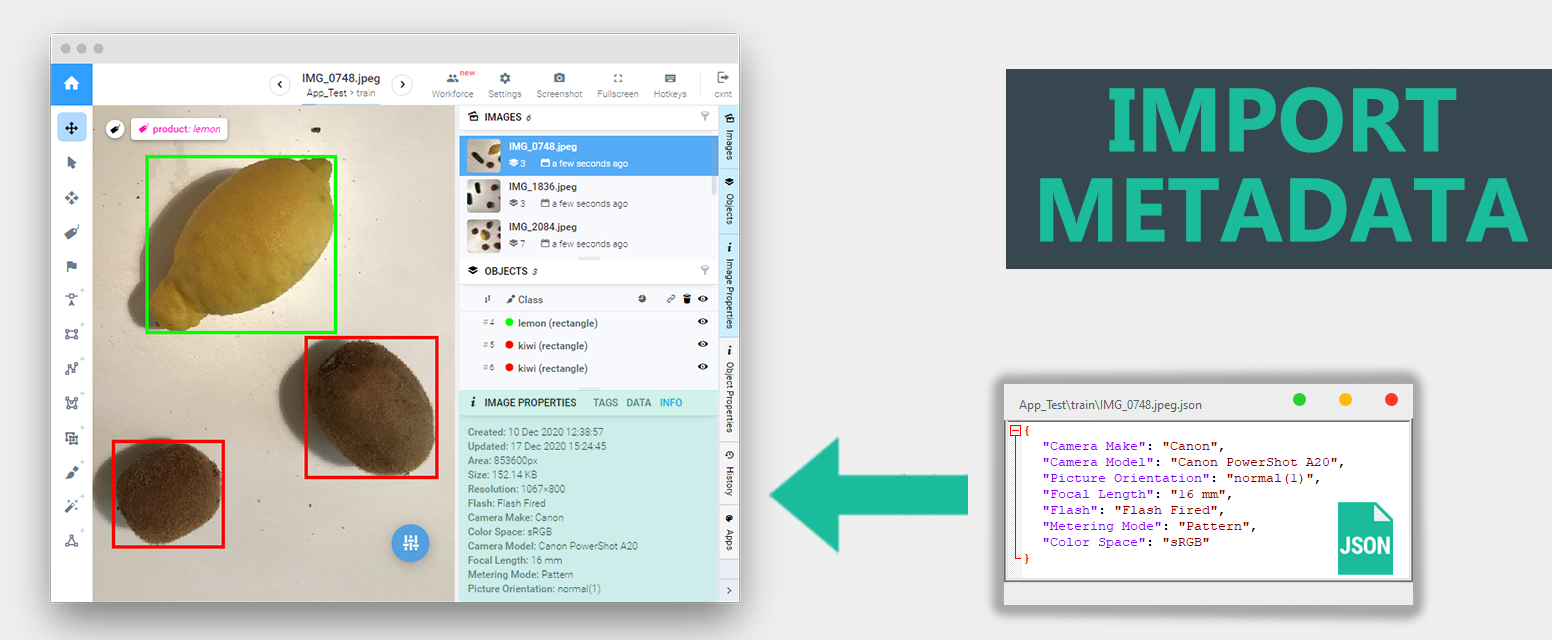 IMG_0748.jpeg
App_Test > train
new
Workforce
Settings
Screenshot
Fullscreen
Hotkeys
cxnt
product: lemon
IMAGES 6
IMG_0748.jpeg
3 a few seconds ago
IMG_1836.jpeg
3 a few seconds ago
IMG_2084.jpeg
7 a few seconds ago
OBJECTS 3
Class
#4 lemon (rectangle)
#5 kiwi (rectangle)
#6 kiwi (rectangle)
i IMAGE PROPERTIES TAGS DATA INFO
Created: 10 Dec 2020 12:38:57
Updated: 17 Dec 2020 15:24:45
Area: 853600px
Size: 152.14 KB
Resolution: 1067×800
Flash: Flash Fired
Camera Make: Canon
Color Space: sRGB
Camera Model: Canon PowerShot A20
Focal Length: 16 mm
Metering Mode: Pattern
Picture Orientation: normal(1)
Images
Objects
i Image Properties
i Object Properties
History
Apps
IMPORT
METADATA
App_Test\train\IMG_0748.jpeg.json
{
"Camera Make": "Canon",
"Camera Model": "Canon PowerShot A20",
"Picture Orientation": "normal(1)",
"Focal Length": "16 mm",
"Flash": "Flash Fired",
"Metering Mode": "Pattern",
"Color Space": "sRGB"
}
JSON